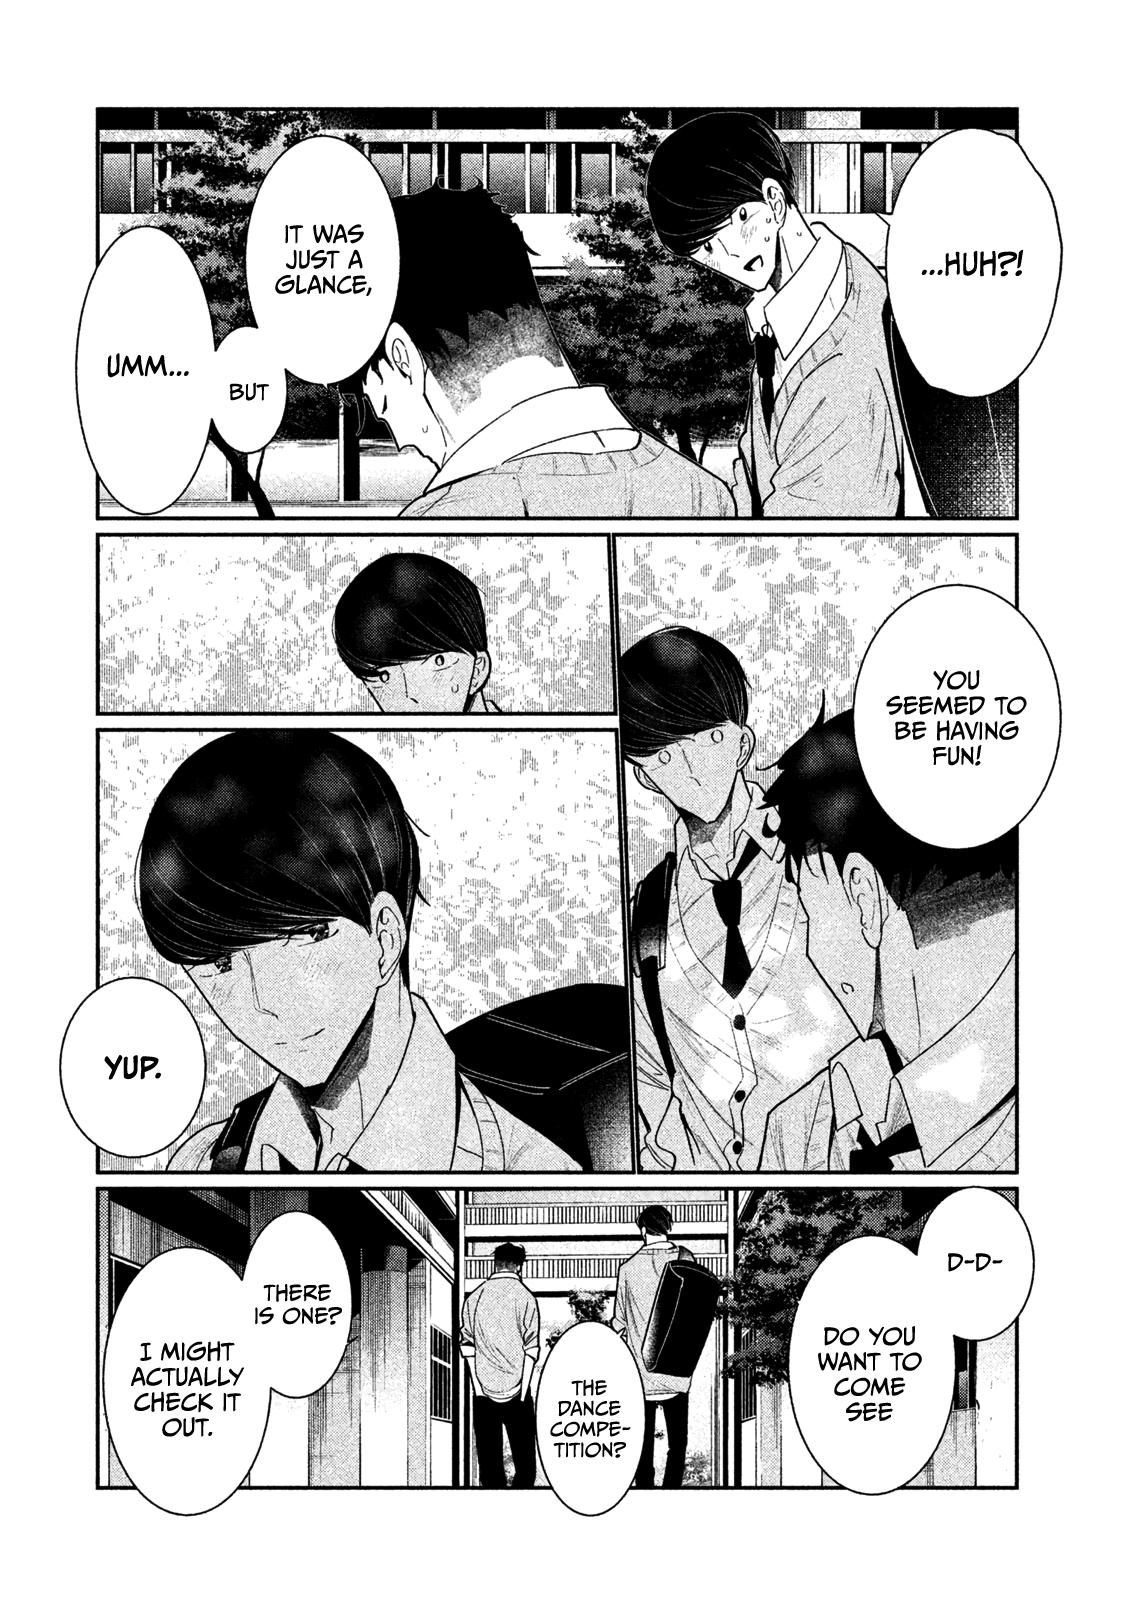 ...HUH?!
IT WAS
JUST A
GLANCE,
BUT
UMM...
YOU
SEEMED TO
BE HAVING
FUN!
YUP.
D-D-
DO YOU
WANT TO
COME
SEE
THE
DANCE
COMPE-
TITION?
THERE
IS ONE?
I MIGHT
ACTUALLY
CHECK IT
OUT.